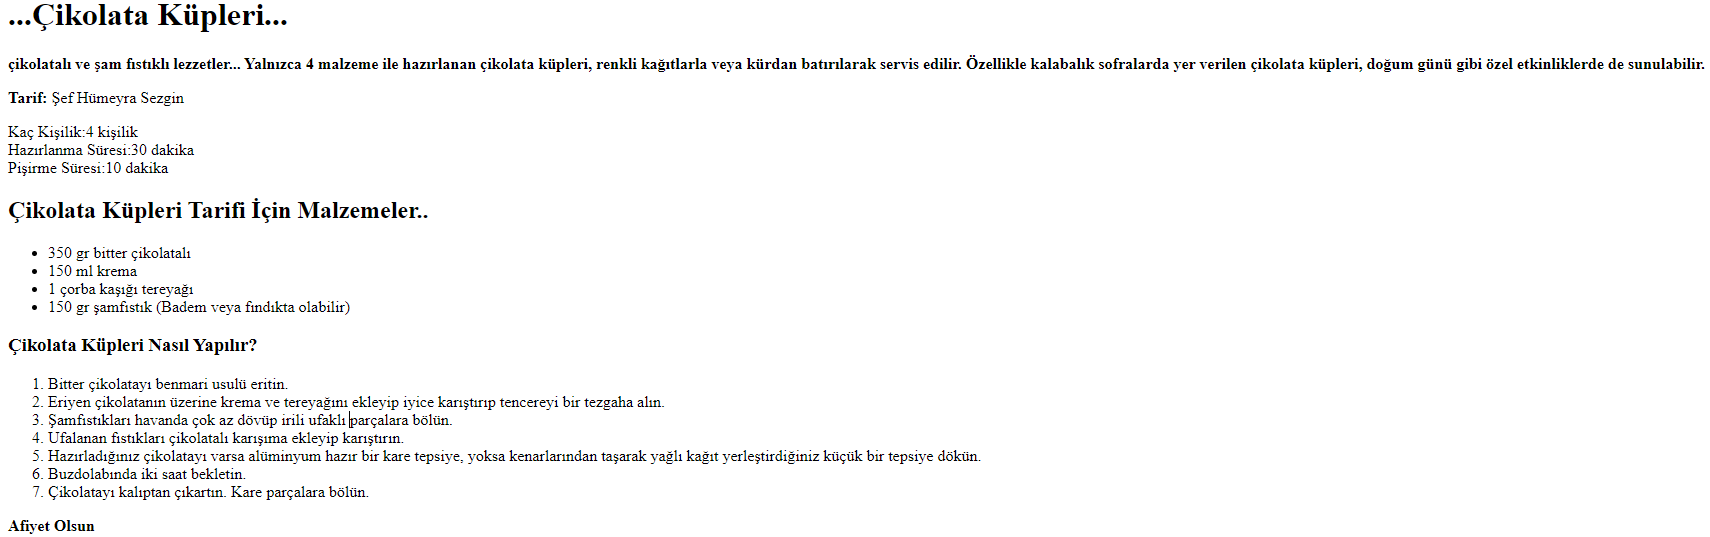 ...Çikolata Küpleri...
çikolatalı ve şam fıstıklı lezzetler... Yalnızca 4 malzeme ile hazırlanan çikolata küpleri, renkli kağıtlarla veya kürdan batırılarak servis edilir. Özellikle kalabalık sofralarda yer verilen çikolata küpleri, doğum günü gibi özel etkinliklerde de sunulabilir.
Tarif: Şef Hümeyra Sezgin
Kaç Kişilik:4 kişilik
Hazırlanma Süresi:30 dakika
Pişirme Süresi:10 dakika
Çikolata Küpleri Tarifi İçin Malzemeler..
• 350 gr bitter çikolatalı
• 150 ml krema
• 1 çorba kaşığı tereyağı
• 150 gr şamfıstık (Badem veya fındıkta olabilir)
Çikolata Küpleri Nasıl Yapılır?
1. Bitter çikolatayı benmari usulü eritin.
2. Eriyen çikolatanın üzerine krema ve tereyağını ekleyip iyice karıştırıp tencereyi bir tezgaha alın.
3. Şamfıstıkları havanda çok az dövüp irili ufaklı parçalara bölün.
4. Ufalanan fıstıkları çikolatalı karışıma ekleyip karıştırın.
5. Hazırladığınız çikolatayı varsa alüminyum hazır bir kare tepsiye, yoksa kenarlarından taşarak yağlı kağıt yerleştirdiğiniz küçük bir tepsiye dökün.
6. Buzdolabında iki saat bekletin.
7. Çikolatayı kalıptan çıkartın. Kare parçalara bölün.
Afiyet Olsun